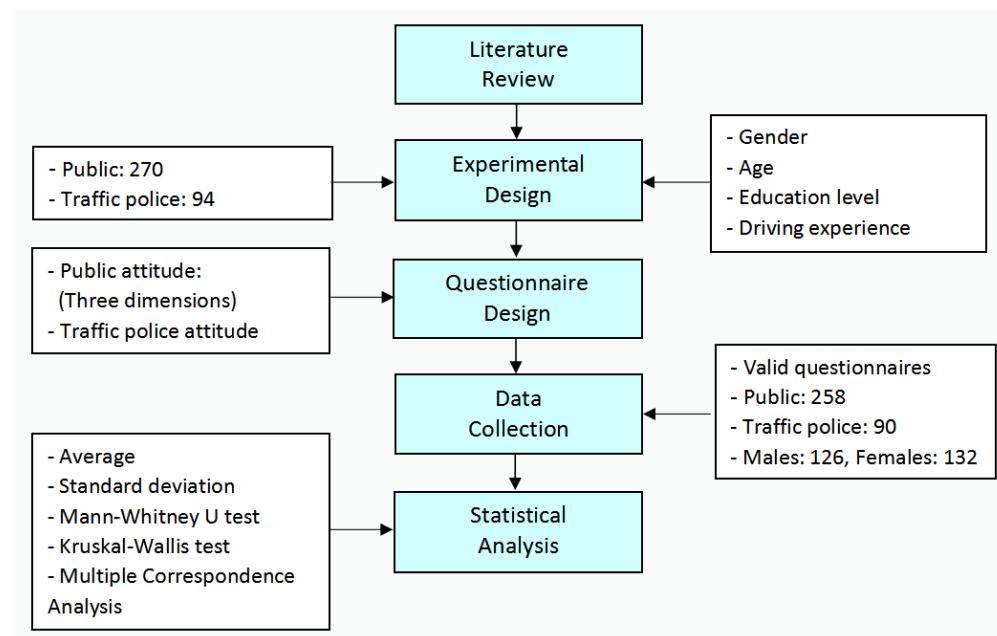 Literature
Review
Experimental
Design
- Public: 270
- Traffic police: 94
- Gender
- Age
- Education level
- Driving experience
Questionnaire
Design
- Public attitude:
(Three dimensions)
- Traffic police attitude
Data
Collection
- Valid questionnaires
- Public: 258
- Traffic police: 90
- Males: 126, Females: 132
Statistical
Analysis
- Average
- Standard deviation
- Mann-Whitney U test
- Kruskal-Wallis test
- Multiple Correspondence
Analysis